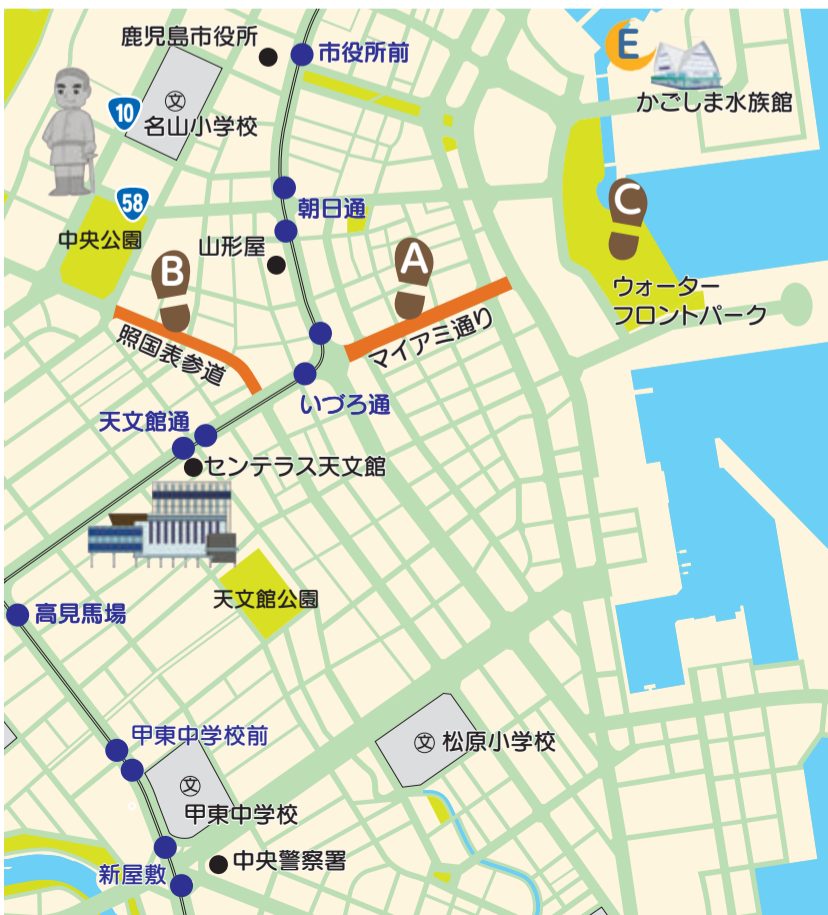 鹿児島市役所
市役所前
E
かごしま水族館
文
10
名山小学校
58
朝日通
C
中央公園
山形屋
B
A
ウォーター
フロントパーク
照国表参道
マイアミ通り
いづろ通
天文館通
センテラス天文館
天文館公園
高見馬場
甲東中学校前
文
松原小学校
文
甲東中学校
中央警察署
新屋敷